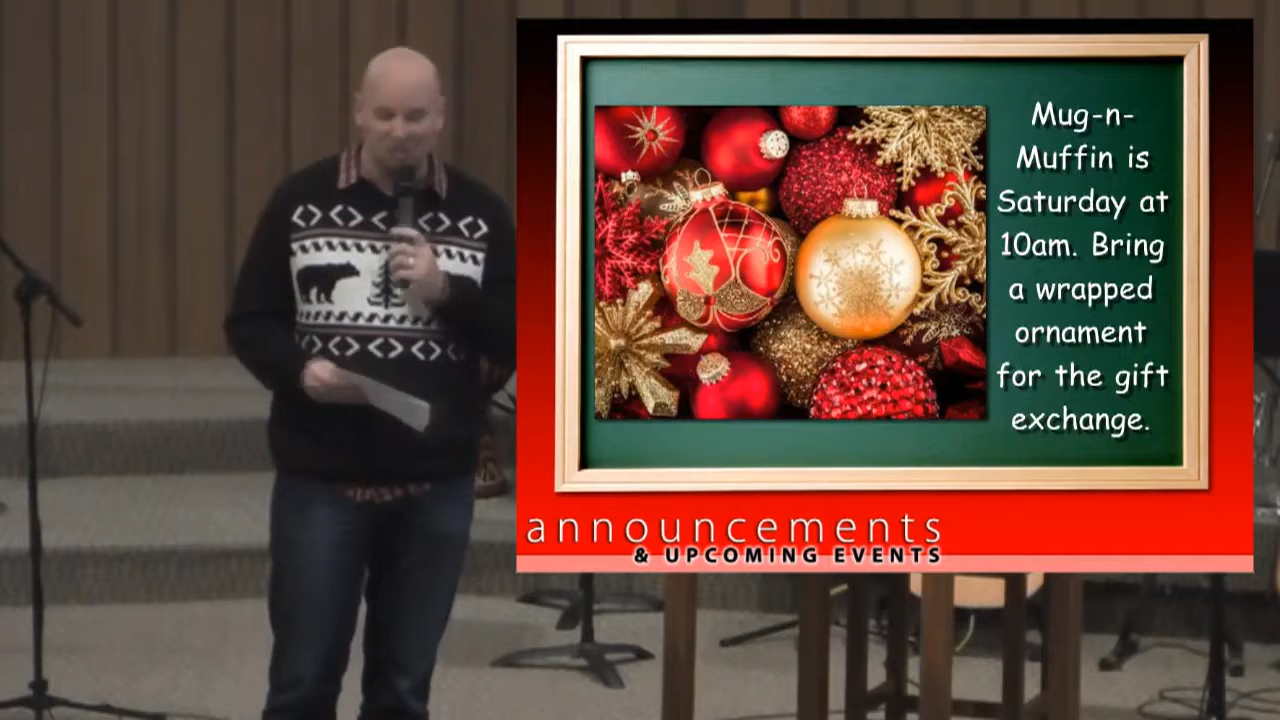 Mug-n-
Muffin is
Saturday at
10am. Bring
a wrapped
ornament
for the gift
exchange.
announcements
& UPCOMING EVENTS